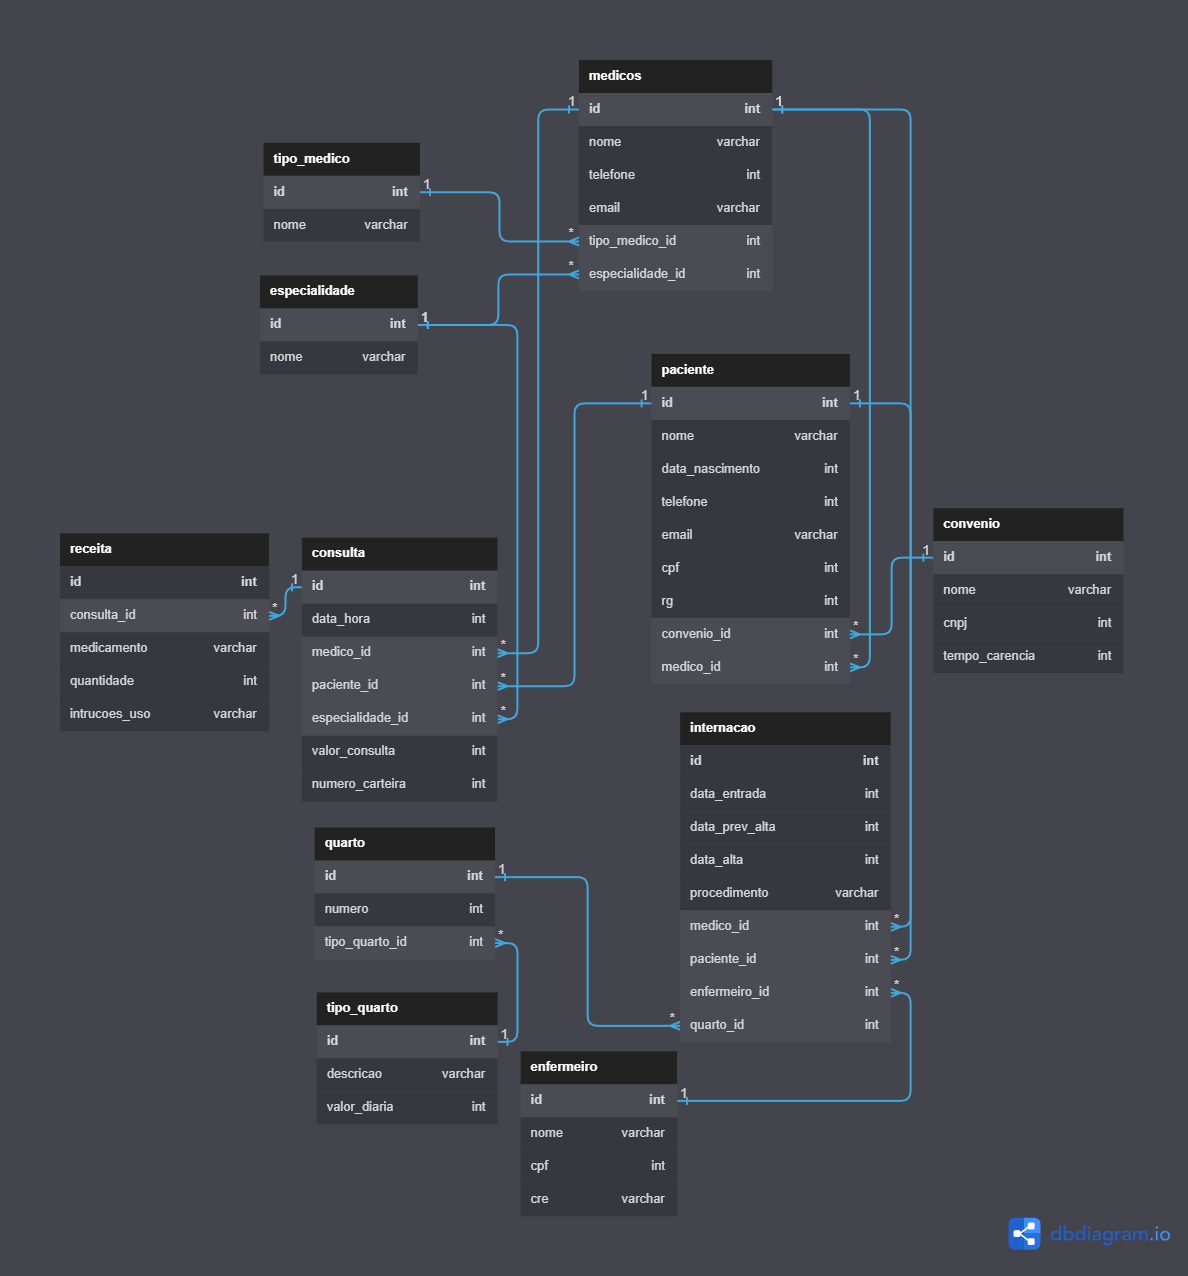 medicos
id int
nome varchar
telefone int
email varchar
tipo_medico_id int
especialidade_id int
1
1
*
*
tipo_medico
id int
nome varchar
1
especialidade
id int
nome varchar
1
paciente
id int
nome varchar
data_nascimento int
telefone int
email varchar
cpf int
rg int
convenio_id int
medico_id int
1
1
*
*
convenio
id int
nome varchar
cnpj int
tempo_carencia int
1
receita
id int
consulta_id int
medicamento varchar
quantidade int
intrucoes_uso varchar
*
consulta
id int
data_hora int
medico_id int
paciente_id int
especialidade_id int
valor_consulta int
numero_carteira int
1
*
*
*
internacao
id int
data_entrada int
data_prev_alta int
data_alta int
procedimento varchar
medico_id int
paciente_id int
enfermeiro_id int
quarto_id int
*
*
*
*
quarto
id int
numero int
tipo_quarto_id int
1
*
tipo_quarto
id int
descricao varchar
valor_diaria int
1
enfermeiro
id int
nome varchar
cpf int
cre varchar
1
dbdiagram.io